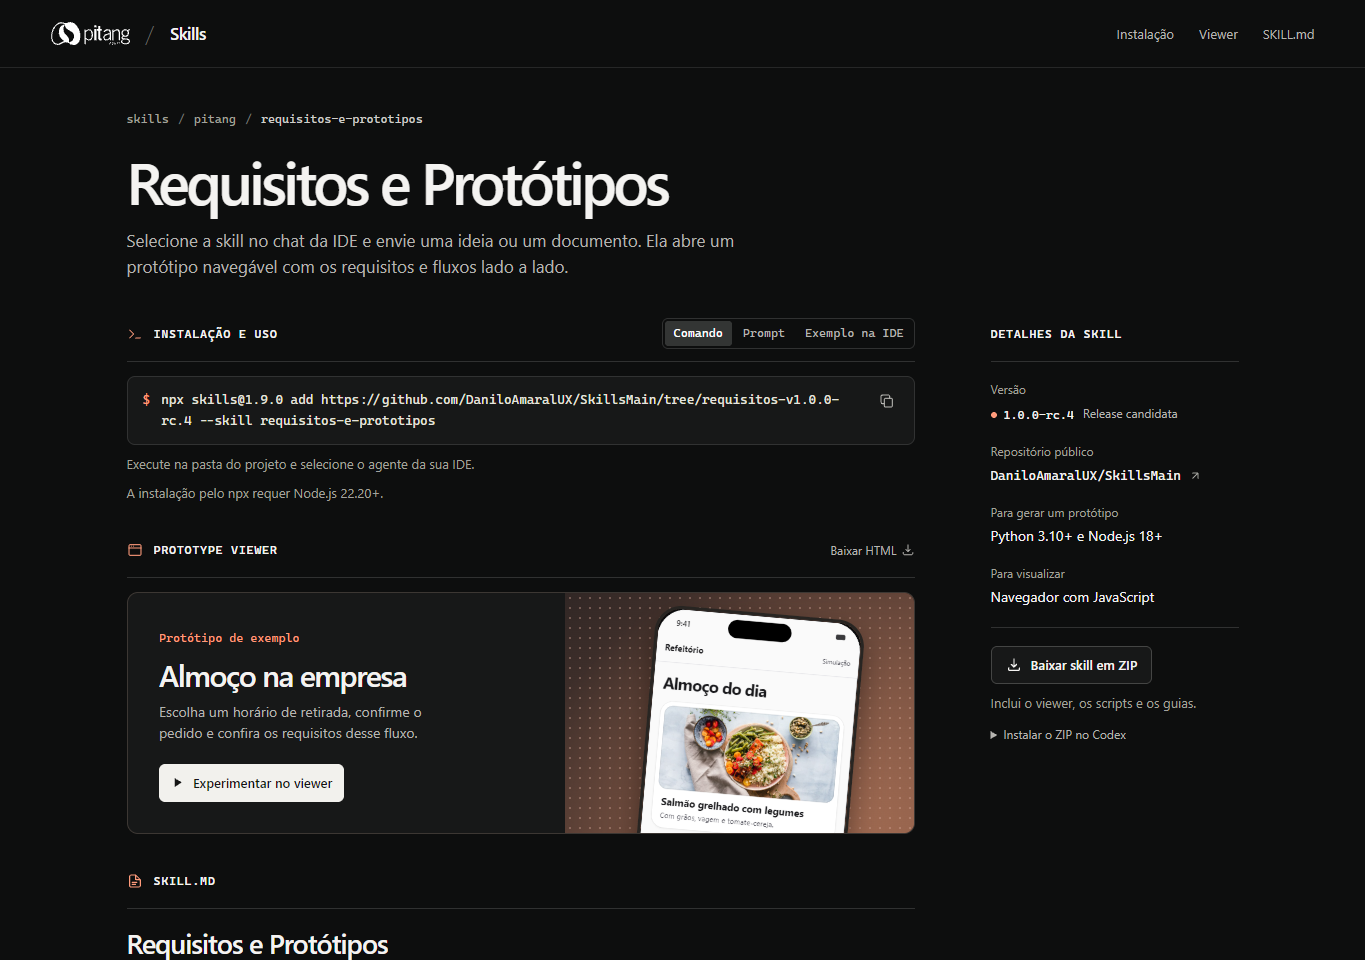 pitang / Skills
Instalação Viewer SKILL.md
skills / pitang / requisitos-e-prototipos
Requisitos e Protótipos
Selecione a skill no chat da IDE e envie uma ideia ou um documento. Ela abre um
protótipo navegável com os requisitos e fluxos lado a lado.
>_ INSTALAÇÃO E USO
Comando Prompt Exemplo na IDE
$ npx skills@1.9.0 add https://github.com/DaniloAmaralUX/SkillsMain/tree/requisitos-v1.0.0-
rc.4 --skill requisitos-e-prototipos
Execute na pasta do projeto e selecione o agente da sua IDE.
A instalação pelo npx requer Node.js 22.20+.
PROTOTYPE VIEWER
Baixar HTML
Protótipo de exemplo
Almoço na empresa
Escolha um horário de retirada, confirme o
pedido e confira os requisitos desse fluxo.
Experimentar no viewer
9:41
Refeitório
Simulação
Almoço do dia
Salmão grelhado com legumes
Com grãos, vagem e tomate-cereja.
SKILL.MD
Requisitos e Protótipos
DETALHES DA SKILL
Versão
1.0.0-rc.4 Release candidata
Repositório público
DaniloAmaralUX/SkillsMain
Para gerar um protótipo
Python 3.10+ e Node.js 18+
Para visualizar
Navegador com JavaScript
Baixar skill em ZIP
Inclui o viewer, os scripts e os guias.
Instalar o ZIP no Codex